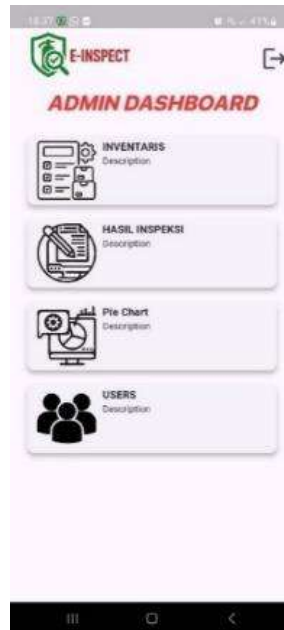 E-INSPECT
ADMIN DASHBOARD
INVENTARIS
Description
HASIL INSPEKSI
Description
Pie Chart
Description
USERS
Description